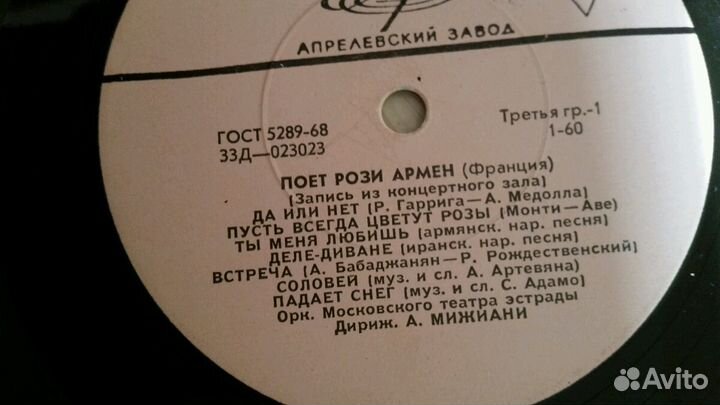 АПРЕЛЕВСКИЙ ЗАВОД
ГОСТ 5289-68
33Д—023023
Третья гр.-1
1-60
ПОЕТ РОЗИ АРМЕН (Франция)
(Запись из концертного зала)
ДА ИЛИ НЕТ (Р. Гаррига—А. Медолла)
ПУСТЬ ВСЕГДА ЦВЕТУТ РОЗЫ (Монти—Аве)
ТЫ МЕНЯ ЛЮБИШЬ (армянск. нар. песня)
ДЕЛЕ-ДИВАНЕ (иранск. нар. песня)
ВСТРЕЧА (А. Бабаджанян—Р. Рождественский)
СОЛОВЕЙ (муз. и сл. А. Артевяна)
ПАДАЕТ СНЕГ (муз. и сл. С. Адамо)
Орк. Московского театра эстрады
Дириж. А. МИЖИАНИ
Avito